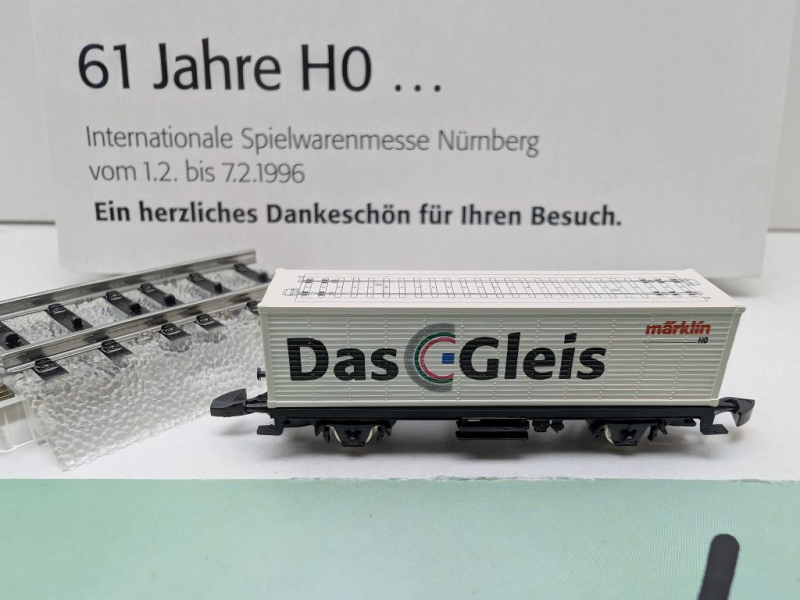 61 Jahre H0 ...
Internationale Spielwarenmesse Nürnberg
vom 1.2. bis 7.2.1996
Ein herzliches Dankeschön für Ihren Besuch.
Das C Gleis
märklin
H0